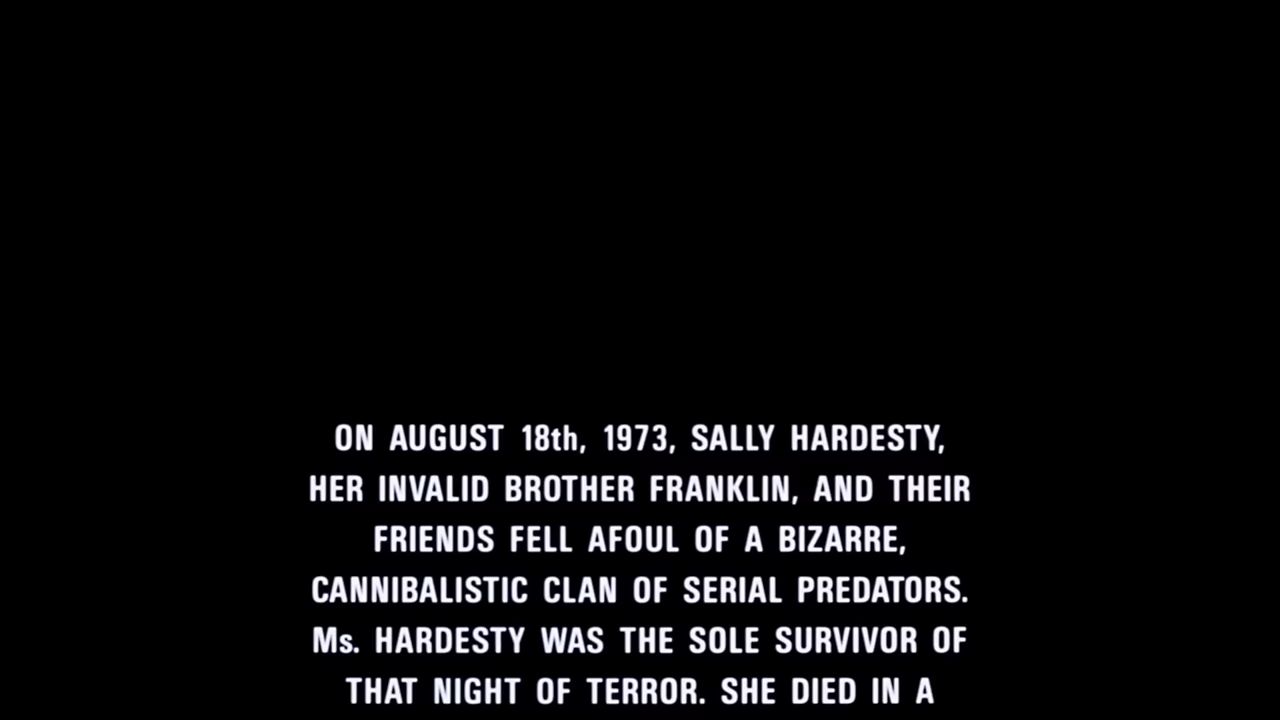 ON AUGUST 18th, 1973, SALLY HARDESTY,
HER INVALID BROTHER FRANKLIN, AND THEIR
FRIENDS FELL AFOUL OF A BIZARRE,
CANNIBALISTIC CLAN OF SERIAL PREDATORS.
Ms. HARDESTY WAS THE SOLE SURVIVOR OF
THAT NIGHT OF TERROR. SHE DIED IN A